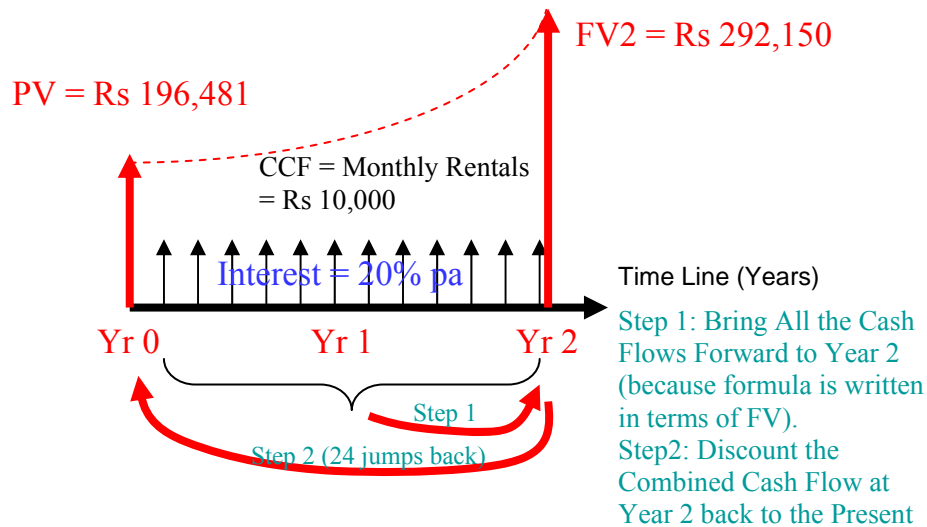 FV2 = Rs 292,150
PV = Rs 196,481
CCF = Monthly Rentals
= Rs 10,000
Interest = 20% pa
Time Line (Years)
Yr 0
Yr 1
Yr 2
Step 1
Step 2 (24 jumps back)
Step 1: Bring All the Cash
Flows Forward to Year 2
(because formula is written
in terms of FV).
Step2: Discount the
Combined Cash Flow at
Year 2 back to the Present